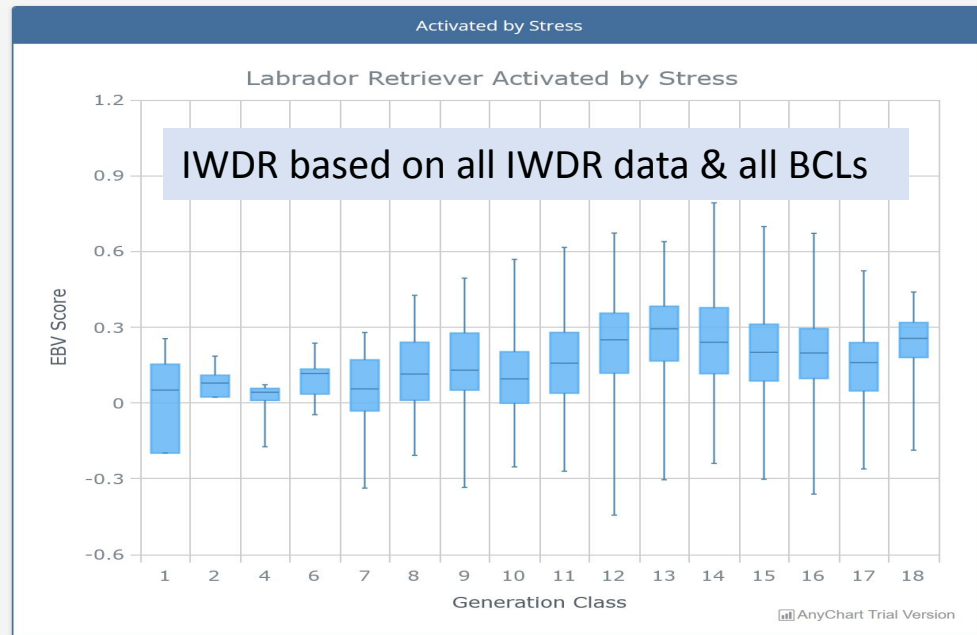 Activated by Stress
Labrador Retriever Activated by Stress
IWDR based on all IWDR data & all BCLs
1.2
0.9
0.6
0.3
0
-0.3
-0.6
EBV Score
1 2 4 6 7 8 9 10 11 12 13 14 15 16 17 18
Generation Class
AnyChart Trial Version